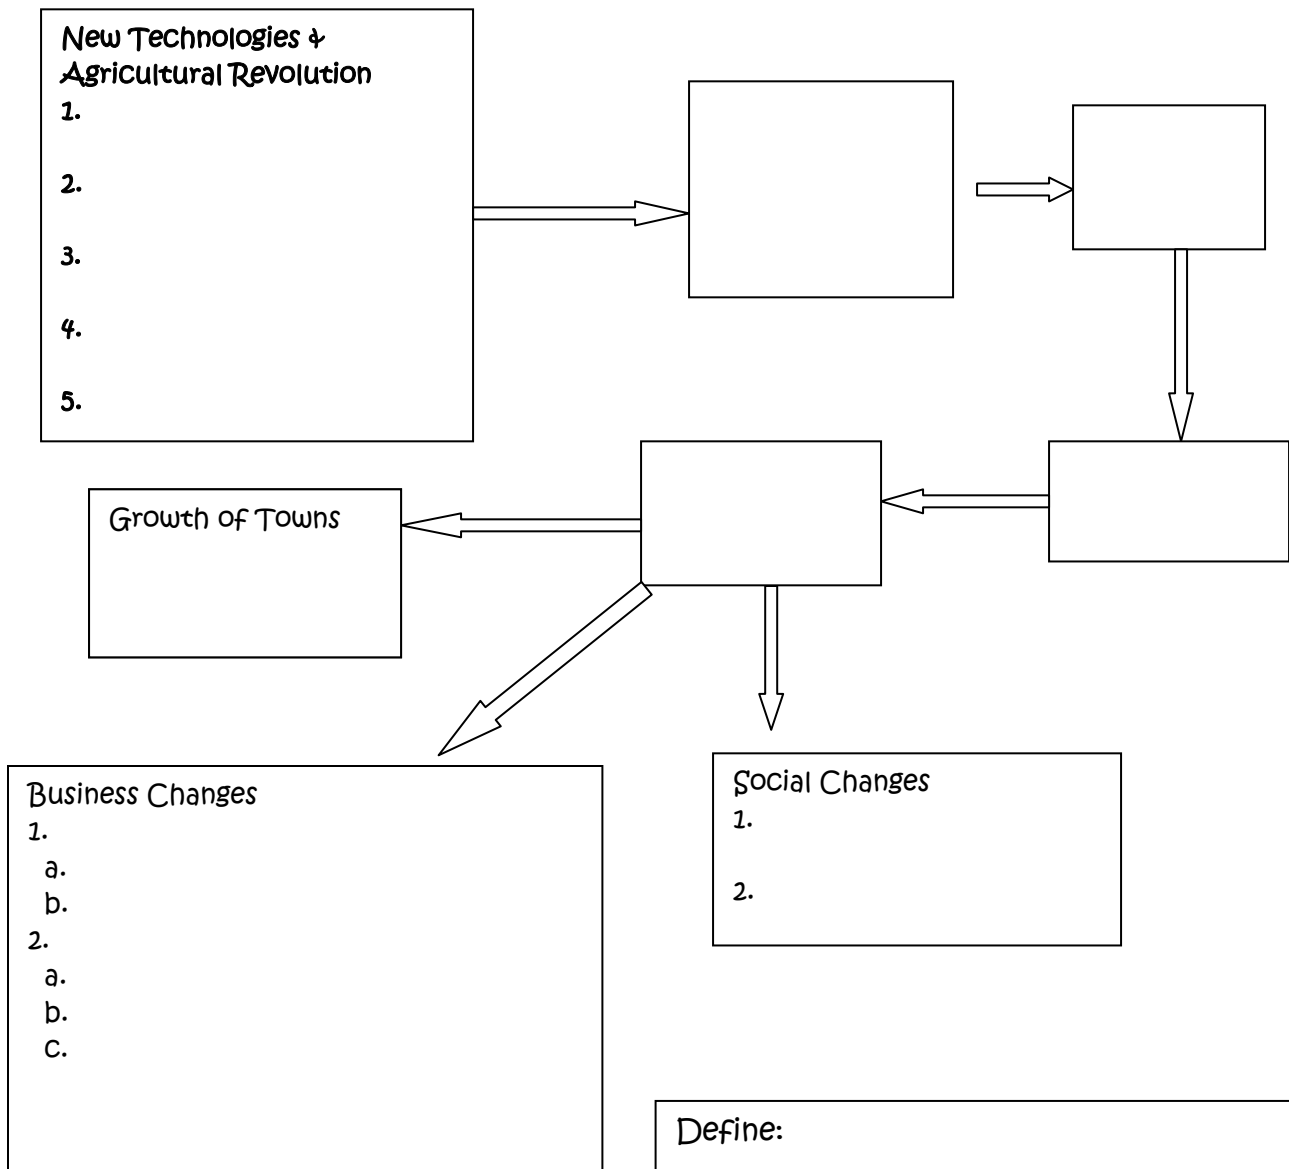 New Technologies &
Agricultural Revolution
1.
2.
3.
4.
5.
Growth of Towns
Business Changes
1.
a.
b.
2.
a.
b.
c.
Social Changes
1.
2.
Define: